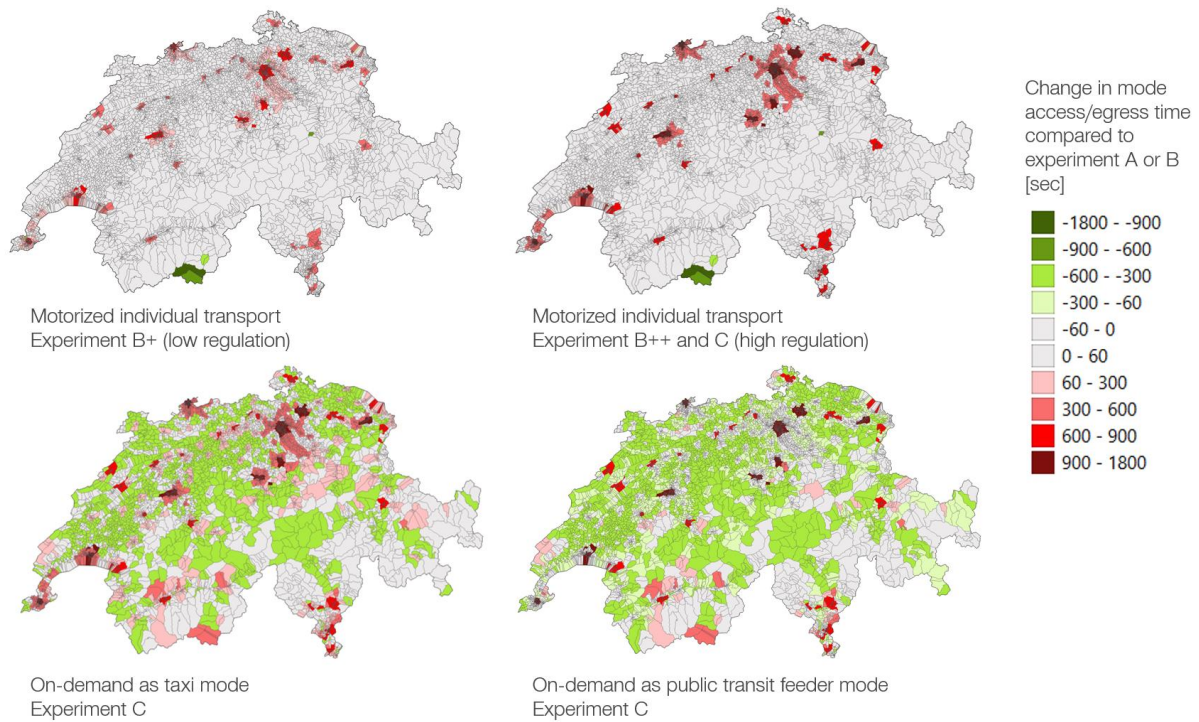 Motorized individual transport
Experiment B+ (low regulation)
Motorized individual transport
Experiment B++ and C (high regulation)
On-demand as taxi mode
Experiment C
On-demand as public transit feeder mode
Experiment C
Change in mode
access/egress time
compared to
experiment A or B
[sec]
-1800 - -900
-900 - -600
-600 - -300
-300 - -60
-60 - 0
0 - 60
60 - 300
300 - 600
600 - 900
900 - 1800